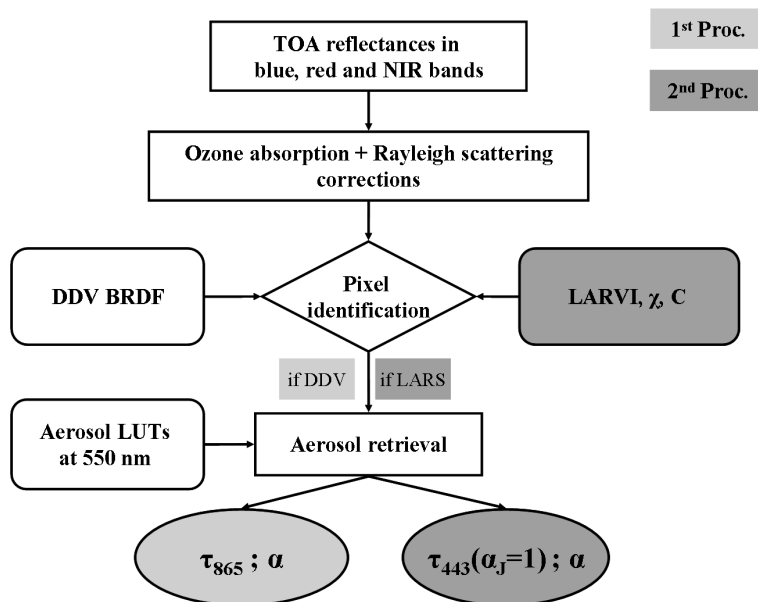 TOA reflectances in
blue, red and NIR bands
1st Proc.
2nd Proc.
Ozone absorption + Rayleigh scattering
corrections
DDV BRDF
Pixel
identification
LARVI, χ, C
if DDV
if LARS
Aerosol LUTs
at 550 nm
Aerosol retrieval
τ865 ; α
τ443(αJ=1) ; α